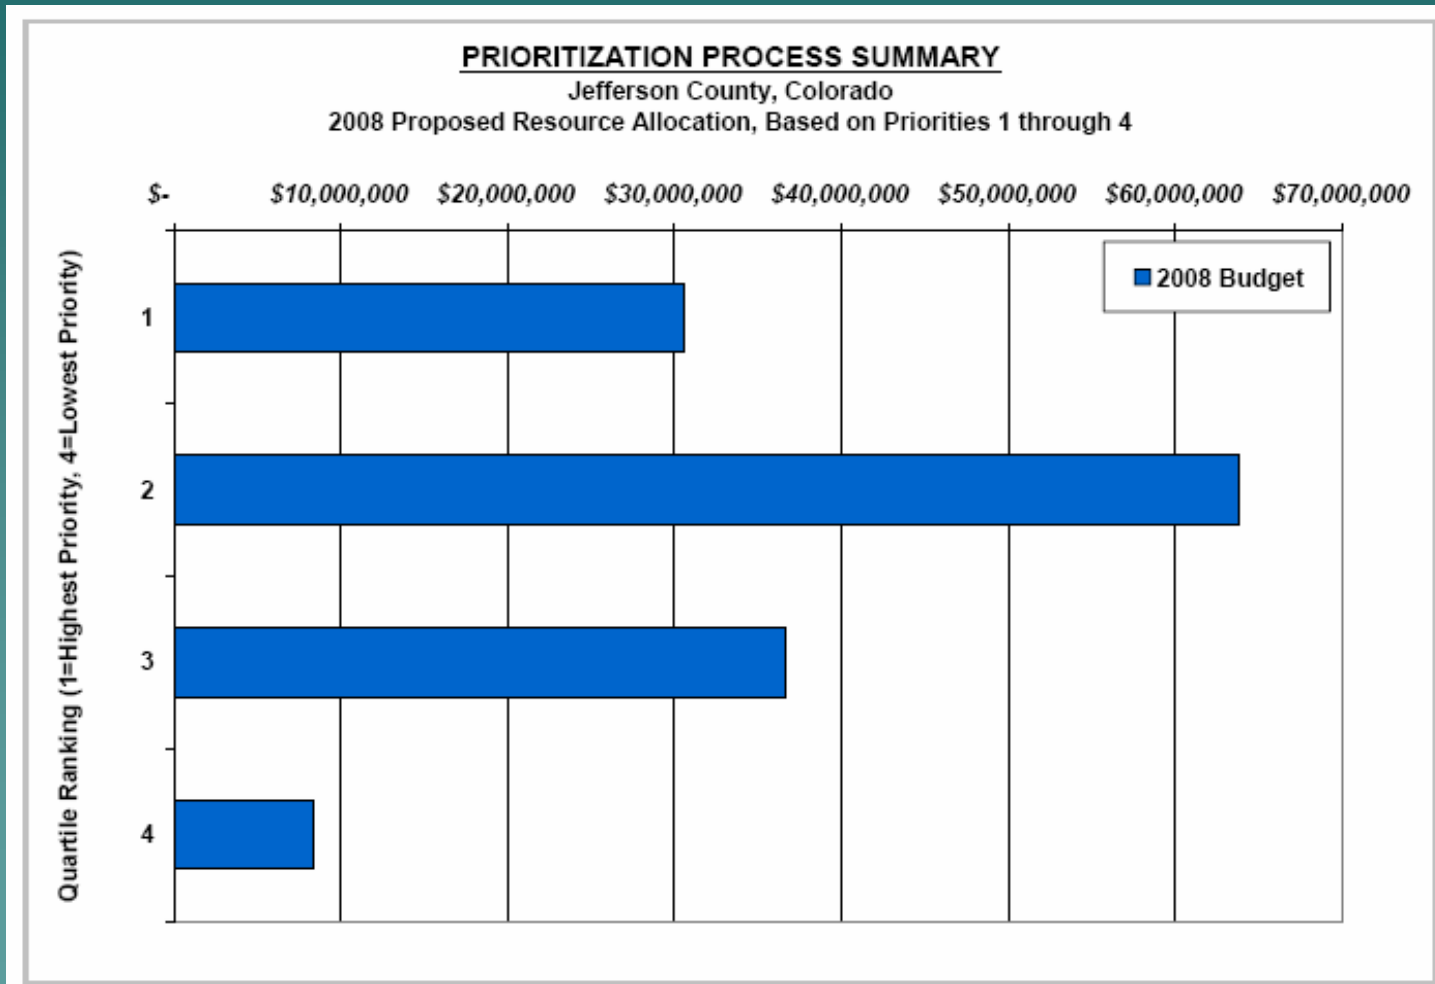 PRIORITIZATION PROCESS SUMMARY
Jefferson County, Colorado
2008 Proposed Resource Allocation, Based on Priorities 1 through 4
$-
$10,000,000
$20,000,000
$30,000,000
$40,000,000
$50,000,000
$60,000,000
$70,000,000
2008 Budget
Quartile Ranking (1=Highest Priority, 4=Lowest Priority)
1
2
3
4